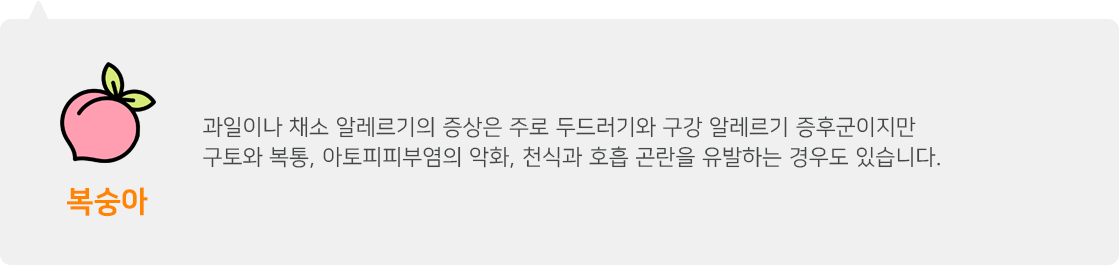 과일이나 채소 알레르기의 증상은 주로 두드러기와 구강 알레르기 증후군이지만
구토와 복통, 아토피피부염의 악화, 천식과 호흡 곤란을 유발하는 경우도 있습니다.
복숭아